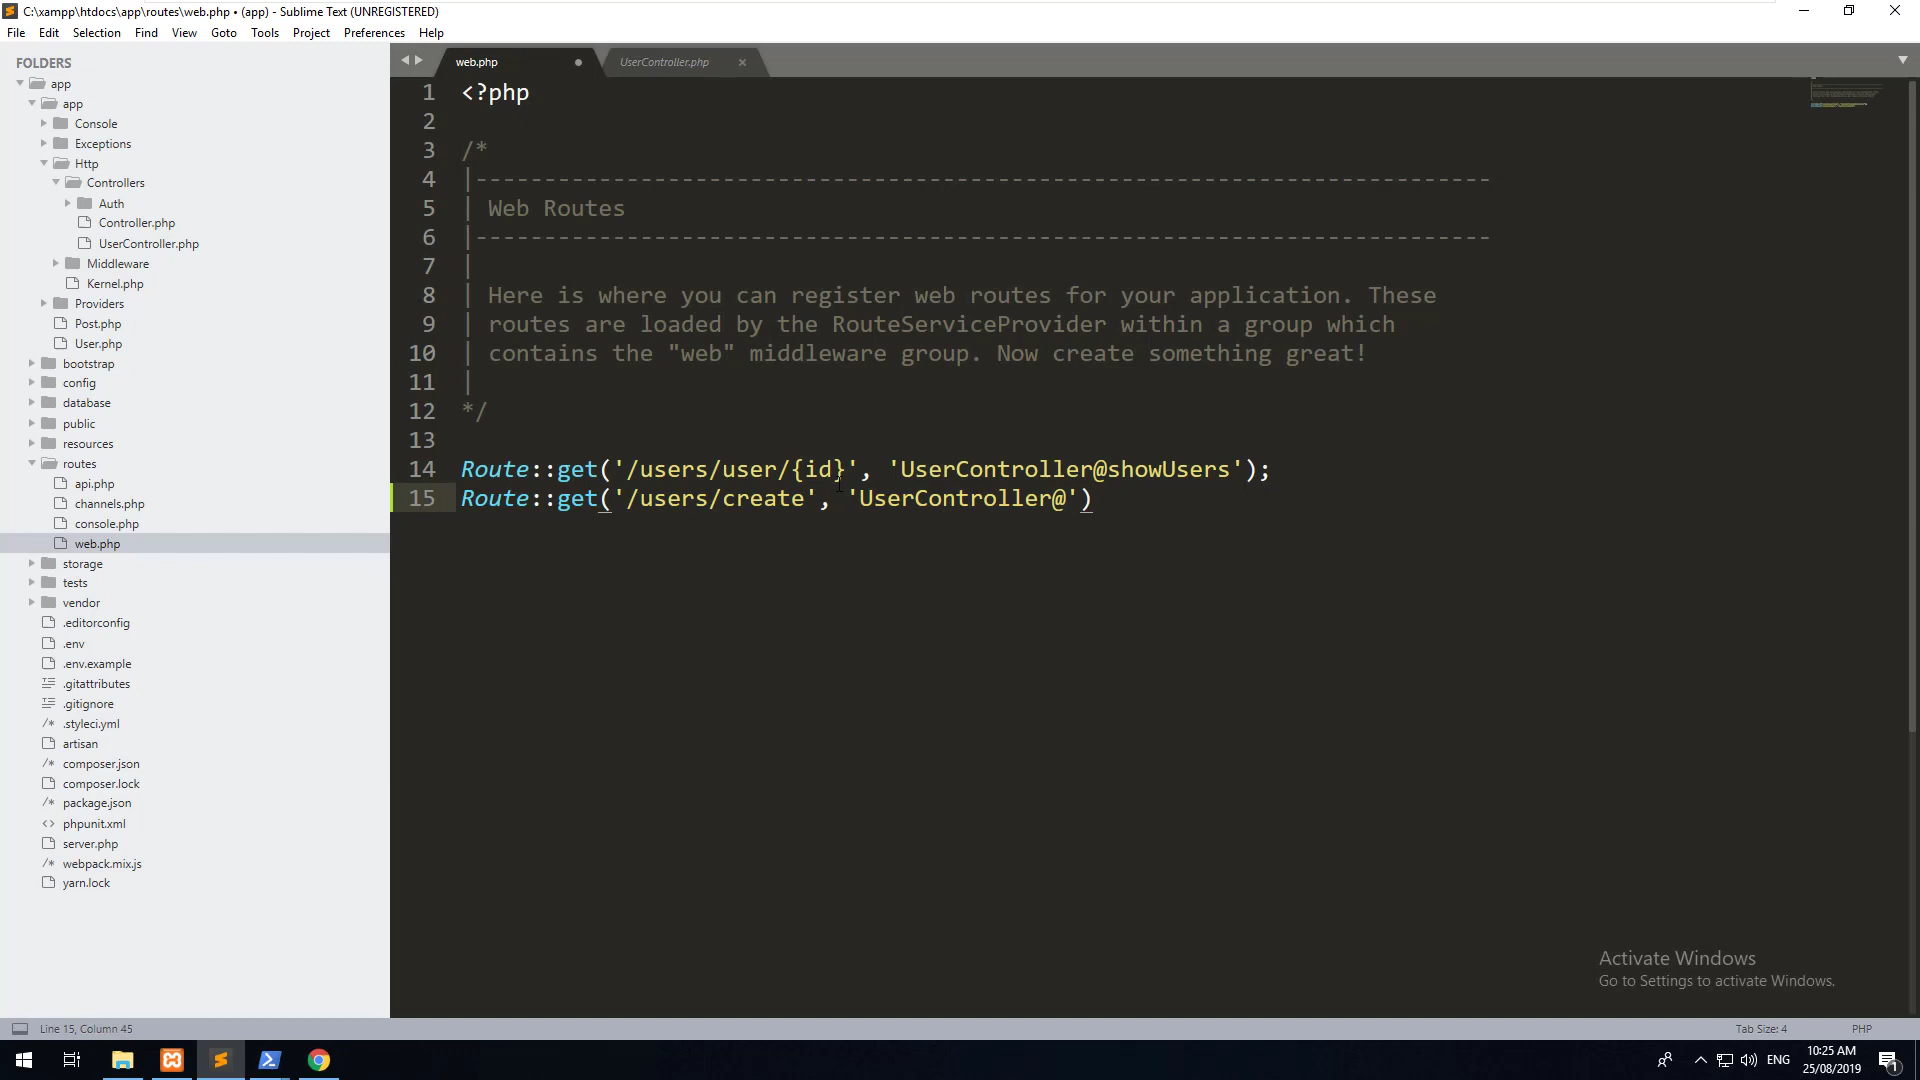 C:\xampp\htdocs\app\routes\web.php • (app) - Sublime Text (UNREGISTERED)
File Edit Selection Find View Goto Tools Project Preferences Help
FOLDERS
app
app
Console
Exceptions
Http
Controllers
Auth
Controller.php
UserController.php
Middleware
Kernel.php
Providers
Post.php
User.php
bootstrap
config
database
public
resources
routes
api.php
channels.php
console.php
web.php
storage
tests
vendor
.editorconfig
.env
.env.example
.gitattributes
.gitignore
/* .styleci.yml
artisan
/* composer.json
composer.lock
/* package.json
<> phpunit.xml
server.php
/* webpack.mix.js
yarn.lock
web.php UserController.php
1 <?php
2
3 /*
4 |--------------------------------------------------------------------------
5 | Web Routes
6 |--------------------------------------------------------------------------
7 |
8 | Here is where you can register web routes for your application. These
9 | routes are loaded by the RouteServiceProvider within a group which
10 | contains the "web" middleware group. Now create something great!
11 |
12 */
13
14 Route::get('/users/user/{id}', 'UserController@showUsers');
15 Route::get('/users/create', 'UserController@')
Activate Windows
Go to Settings to activate Windows.
Line 15, Column 45 Tab Size: 4 PHP
ENG 10:25 AM
25/08/2019
1